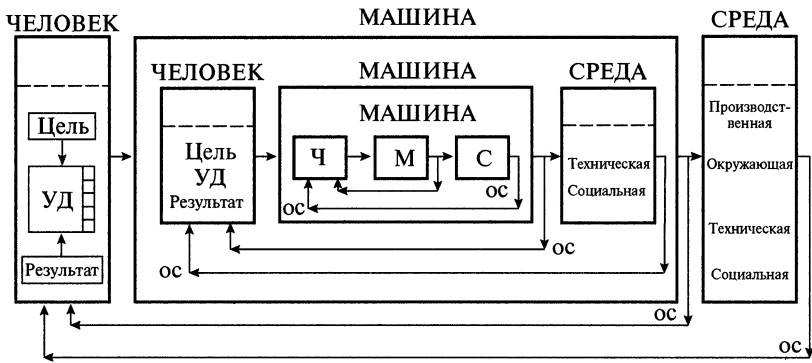 ЧЕЛОВЕК
МАШИНА
СРЕДА
Цель
УД
Результат
ЧЕЛОВЕК
Цель
УД
Результат
МАШИНА
МАШИНА
Ч
М
С
ос
ос
СРЕДА
Техническая
Социальная
ос
ос
Производст-
венная
Окружающая
Техническая
Социальная
ос
ос